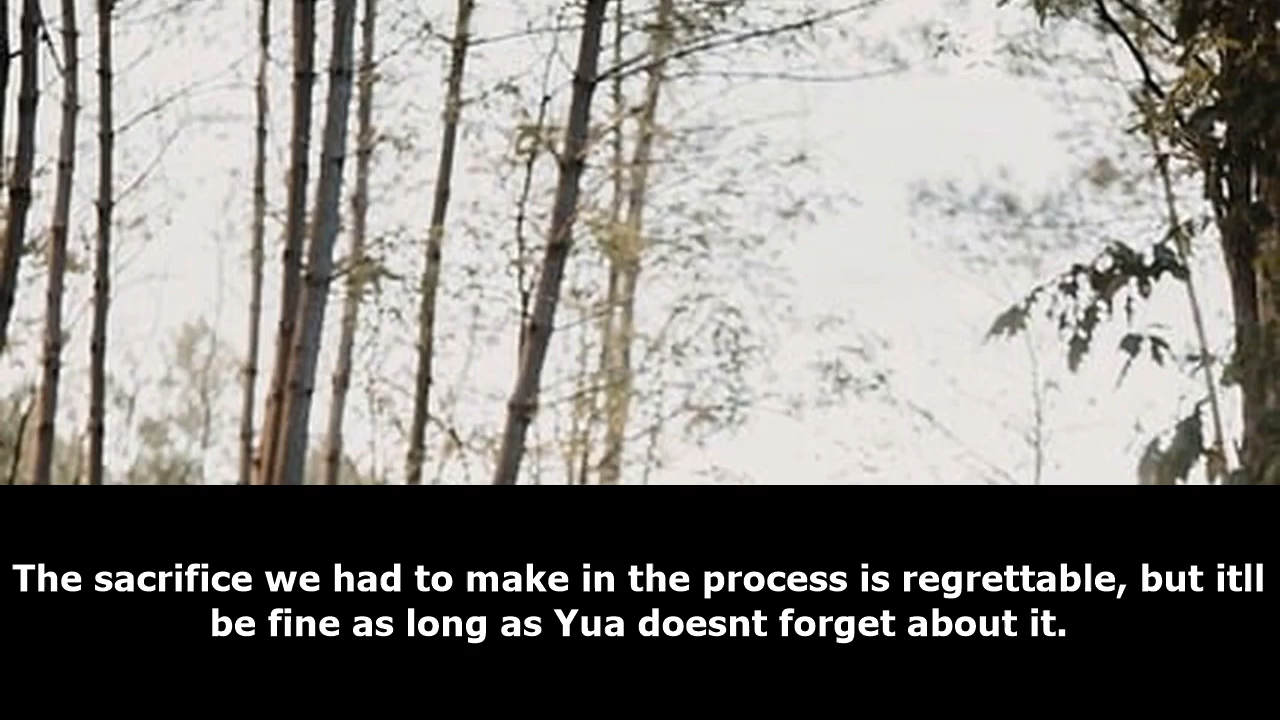 The sacrifice we had to make in the process is regrettable, but itll
be fine as long as Yua doesnt forget about it.